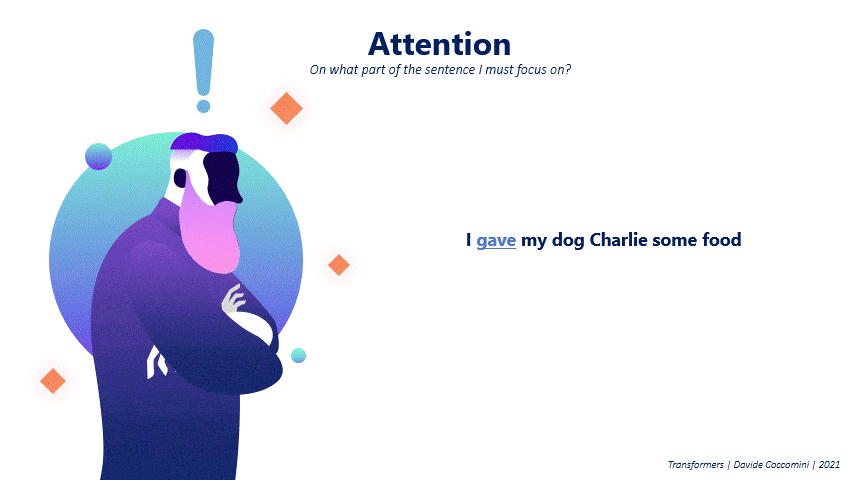 Attention
On what part of the sentence I must focus on?
I gave my dog Charlie some food
Transformers | Davide Coccomini | 2021